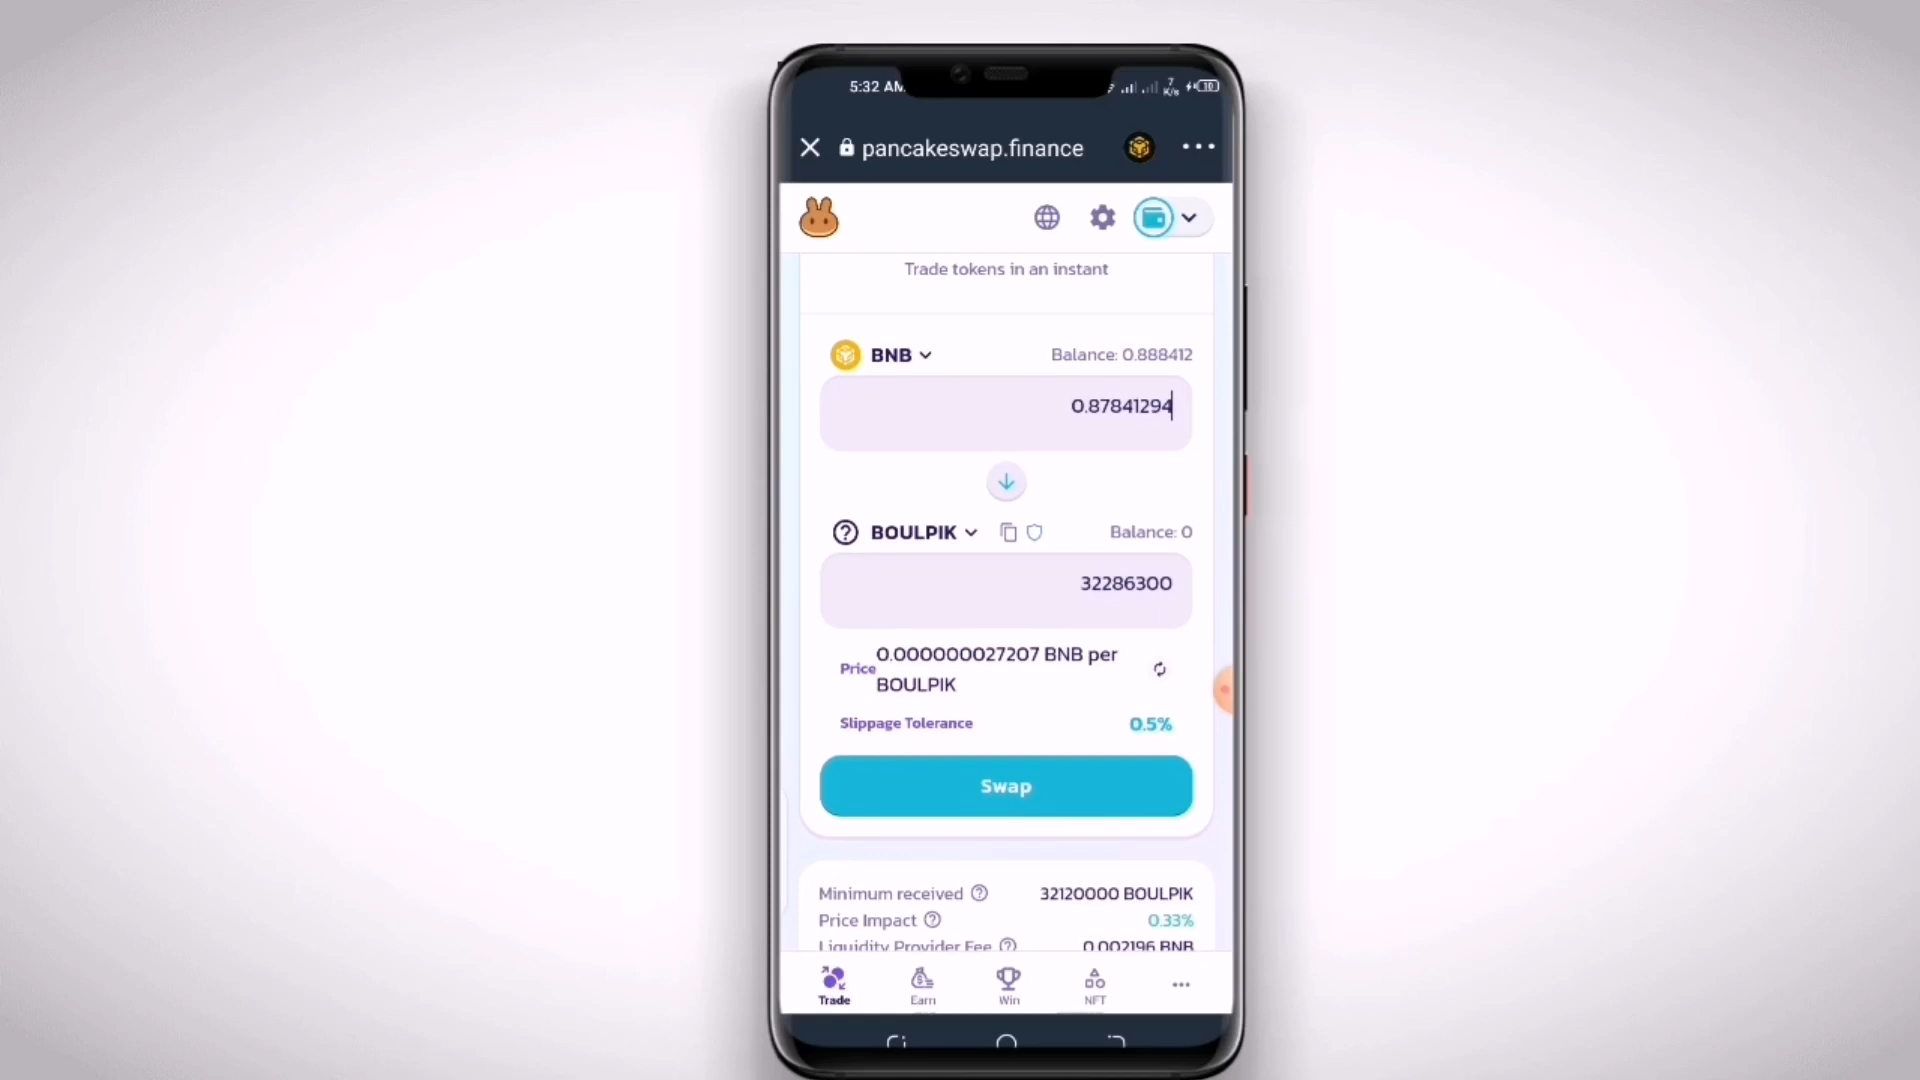 5:32 AM
7
K/s
10
pancakeswap.finance
Trade tokens in an instant
BNB
Balance: 0.888412
0.87841294
BOULPIK
Balance: 0
32286300
Price
0.000000027207 BNB per
BOULPIK
Slippage Tolerance
0.5%
Swap
Minimum received
32120000 BOULPIK
Price Impact
0.33%
Liquidity Provider Fee
0.002196 BNB
Trade
Earn
Win
NFT